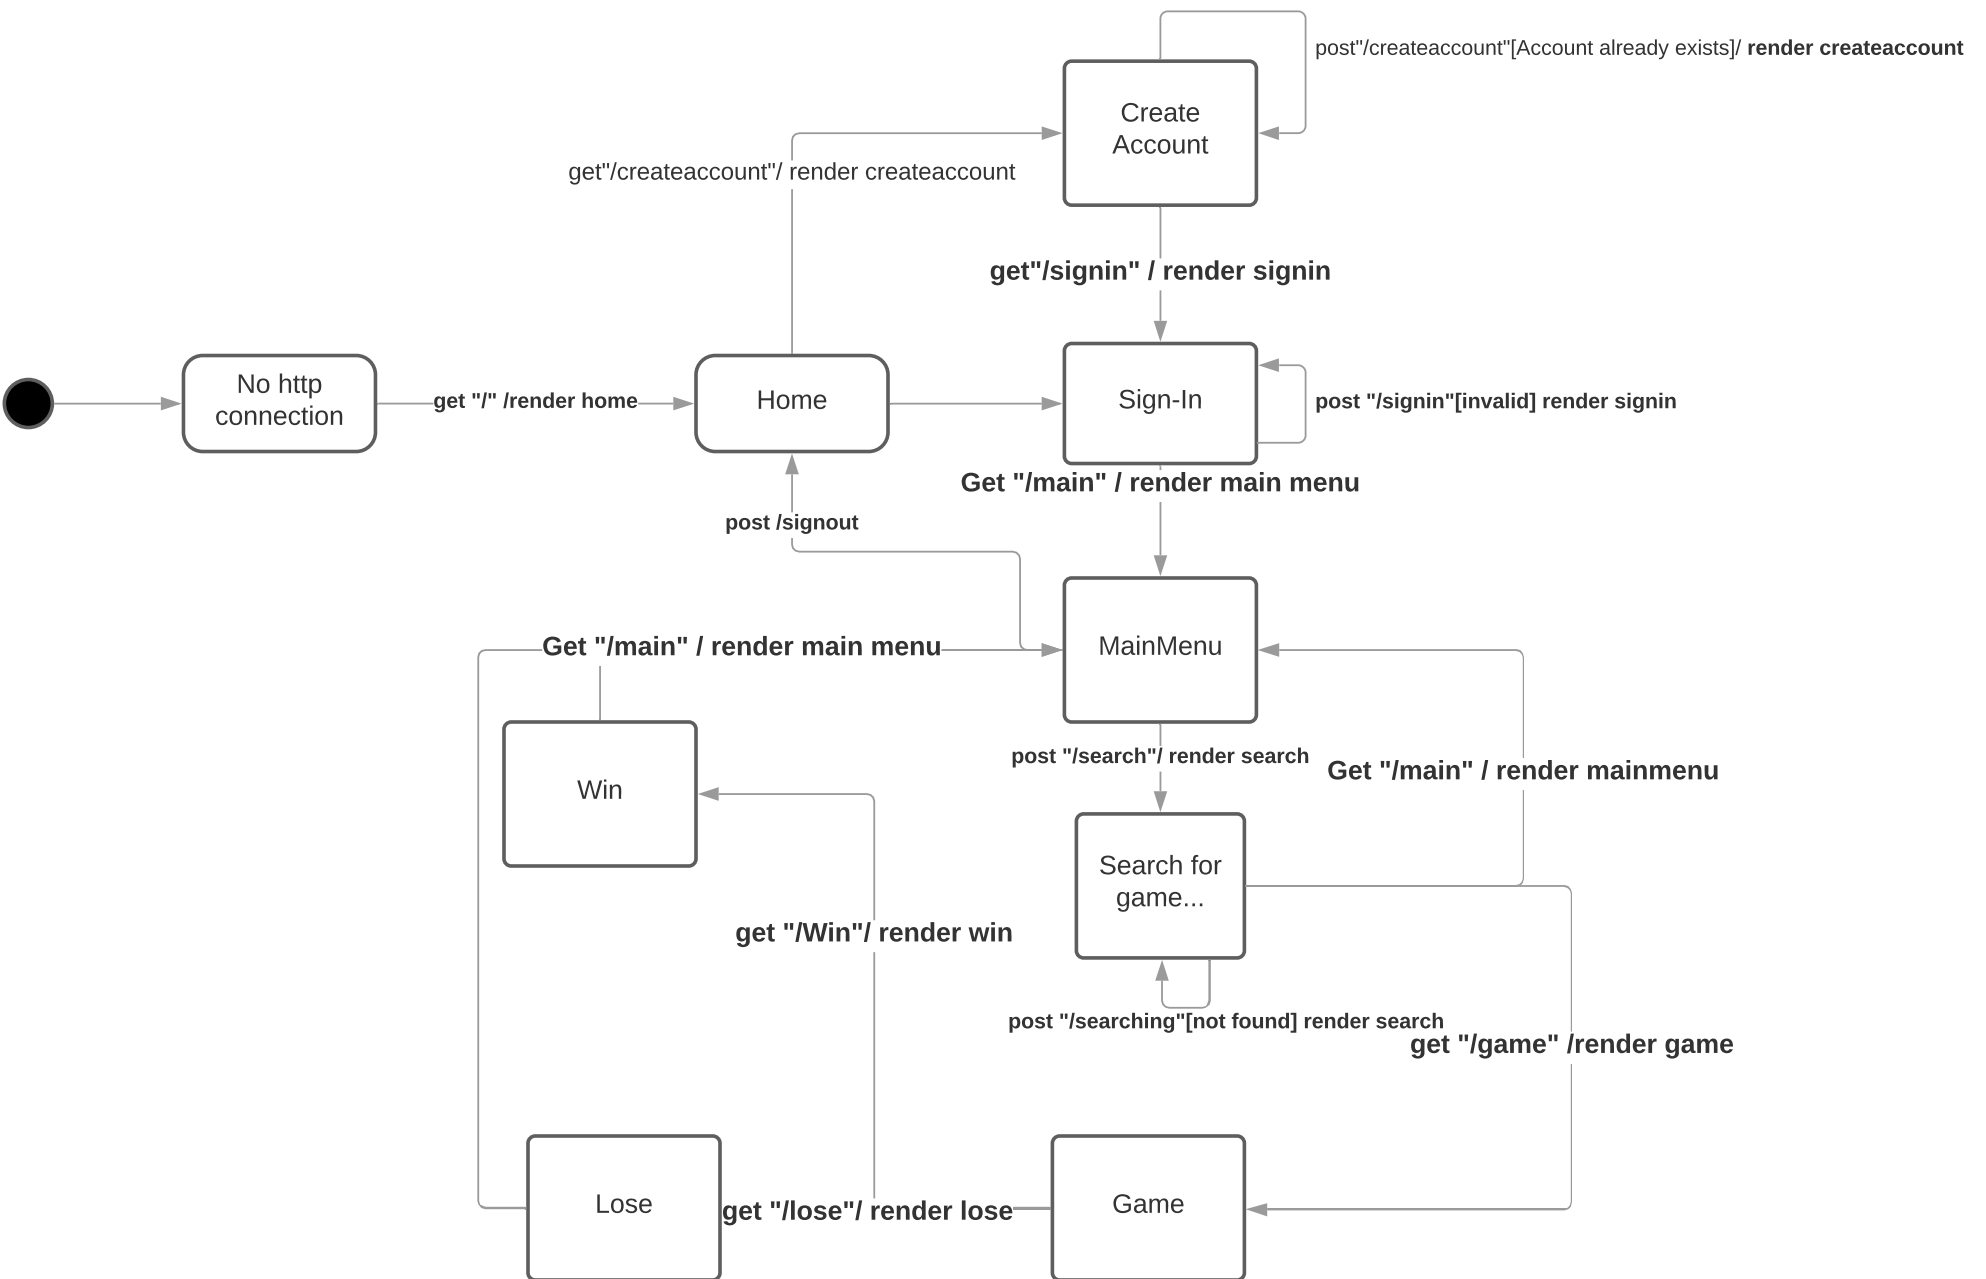 post"/createaccount"[Account already exists]/ render createaccount
Create
Account
get"/createaccount"/ render createaccount
get"/signin" / render signin
No http
connection
get "/" /render home
Home
Sign-In
post "/signin"[invalid] render signin
Get "/main" / render main menu
post /signout
Get "/main" / render main menu
MainMenu
post "/search"/ render search
Get "/main" / render mainmenu
Win
Search for
game...
get "/Win"/ render win
post "/searching"[not found] render search
get "/game" /render game
Lose
get "/lose"/ render lose
Game